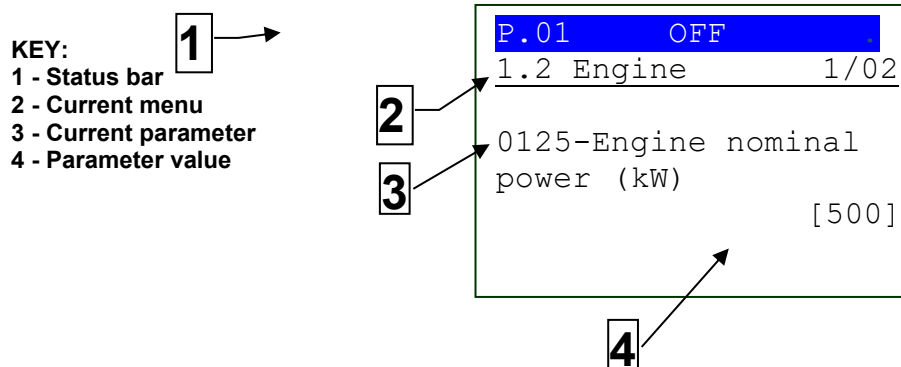 KEY:
1 - Status bar
2 - Current menu
3 - Current parameter
4 - Parameter value
1
2
3
4
P.01 OFF .
1.2 Engine 1/02
0125-Engine nominal
power (kW)
[500]